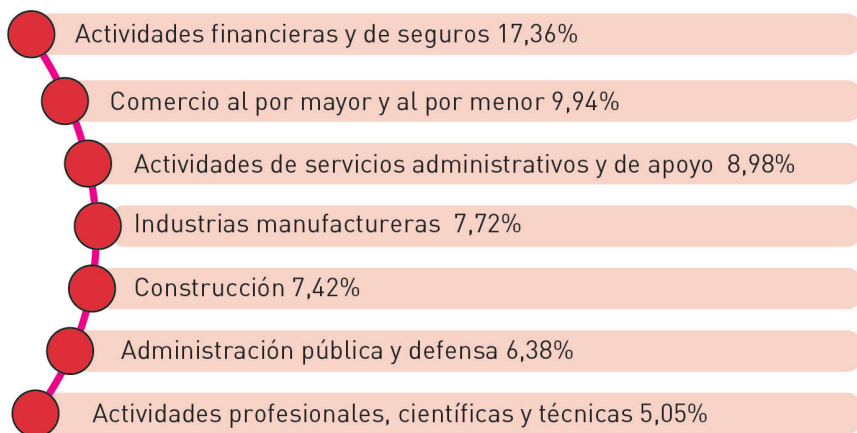 Actividades financieras y de seguros 17,36%
Comercio al por mayor y al por menor 9,94%
Actividades de servicios administrativos y de apoyo 8,98%
Industrias manufactureras 7,72%
Construcción 7,42%
Administración pública y defensa 6,38%
Actividades profesionales, científicas y técnicas 5,05%